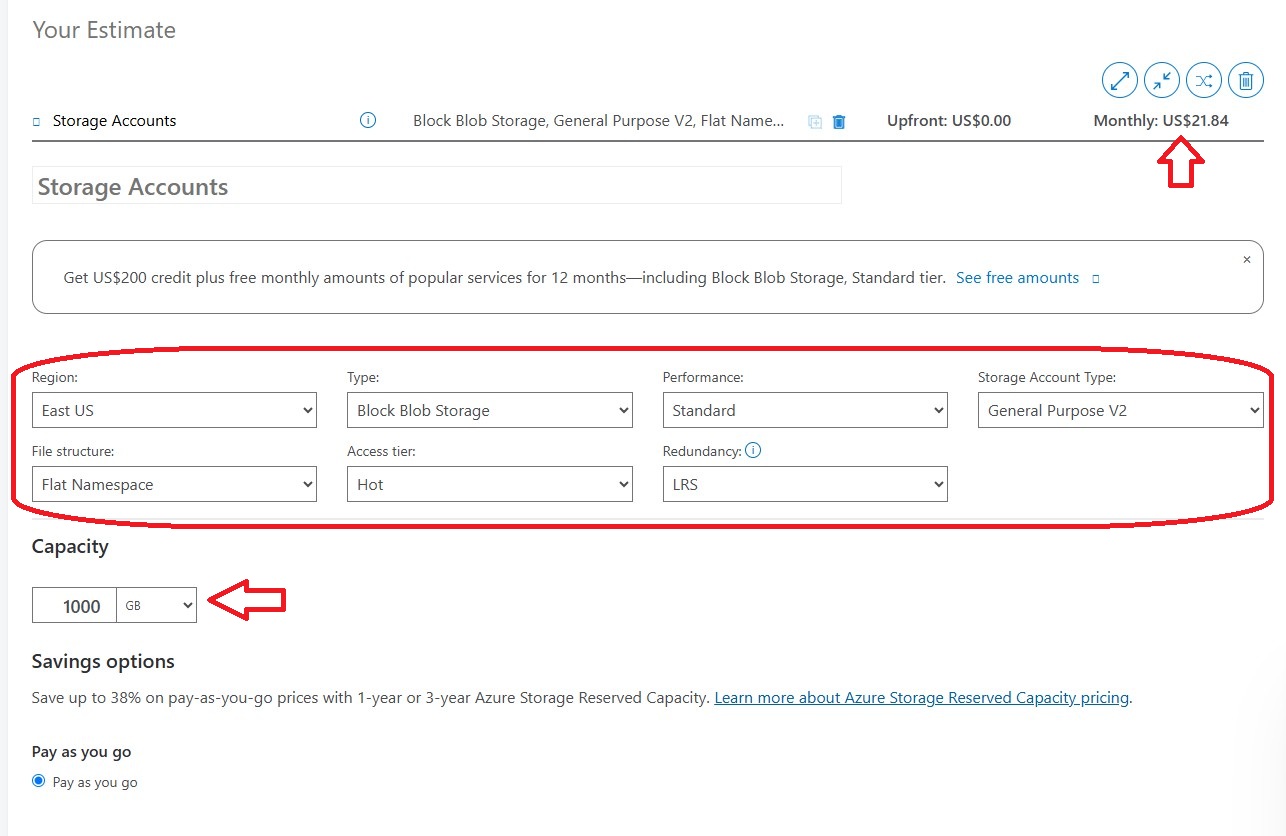 Your Estimate
Storage Accounts
Block Blob Storage, General Purpose V2, Flat Name...
Upfront: US$0.00
Monthly: US$21.84
Storage Accounts
Get US$200 credit plus free monthly amounts of popular services for 12 months—including Block Blob Storage, Standard tier. See free amounts
Region:
East US
Type:
Block Blob Storage
Performance:
Standard
Storage Account Type:
General Purpose V2
File structure:
Flat Namespace
Access tier:
Hot
Redundancy:
LRS
Capacity
1000 GB
Savings options
Save up to 38% on pay-as-you-go prices with 1-year or 3-year Azure Storage Reserved Capacity. Learn more about Azure Storage Reserved Capacity pricing.
Pay as you go
Pay as you go